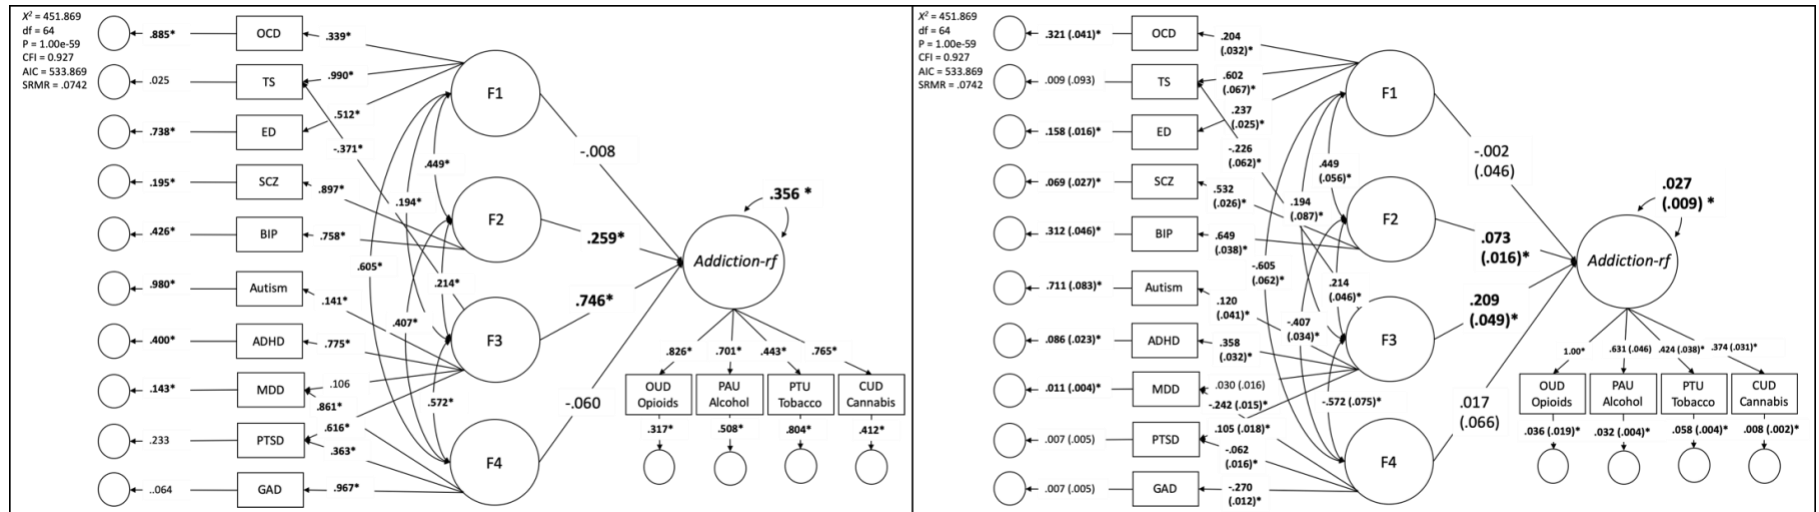 X² = 451.869
df = 64
P = 1.00e-59
CFI = 0.927
AIC = 533.869
SRMR = .0742
.885*
OCD
.339*
.025
TS
.990*
F1
.738*
ED
.512*
-.371*
-.008
.449*
.195*
SCZ
.897*
.194*
F2
.356 *
.426*
BIP
.758*
.259*
Addiction-rf
.605*
.980*
Autism
.141*
.214*
.746*
.407*
.400*
ADHD
.775*
F3
.826*
.701*
.443*
.765*
.143*
MDD
.106
.861*
.572*
-.060
OUD
Opioids
PAU
Alcohol
PTU
Tobacco
CUD
Cannabis
.616*
.317*
.508*
.804*
.412*
.233
PTSD
.363*
F4
..064
GAD
.967*
X² = 451.869
df = 64
P = 1.00e-59
CFI = 0.927
AIC = 533.869
SRMR = .0742
.321 (.041)*
OCD
.204
(.032)*
.009 (.093)
TS
.602
(.067)*
F1
.158 (.016)*
ED
.237
(.025)*
-.226
(.062)*
-.002
(.046)
.449
(.056)*
.069 (.027)*
SCZ
.532
(.026)*
.194
(.087)*
F2
.027
(.009) *
.312 (.046)*
BIP
.649
(.038)*
.073
(.016)*
Addiction-rf
-.605
(.062)*
.711 (.083)*
Autism
.120
(.041)*
.214
(.046)*
.209
(.049)*
-.407
(.034)*
.086 (.023)*
ADHD
.358
(.032)*
F3
1.00*
.631 (.046)
.424 (.038)*
.374 (.031)*
.011 (.004)*
MDD
.030 (.016)
-.242 (.015)*
-.572 (.075)*
.017
(.066)
OUD
Opioids
PAU
Alcohol
PTU
Tobacco
CUD
Cannabis
.105 (.018)*
.036 (.019)*
.032 (.004)*
.058 (.004)*
.008 (.002)*
.007 (.005)
PTSD
-.062
(.016)*
F4
.007 (.005)
GAD
-.270
(.012)*